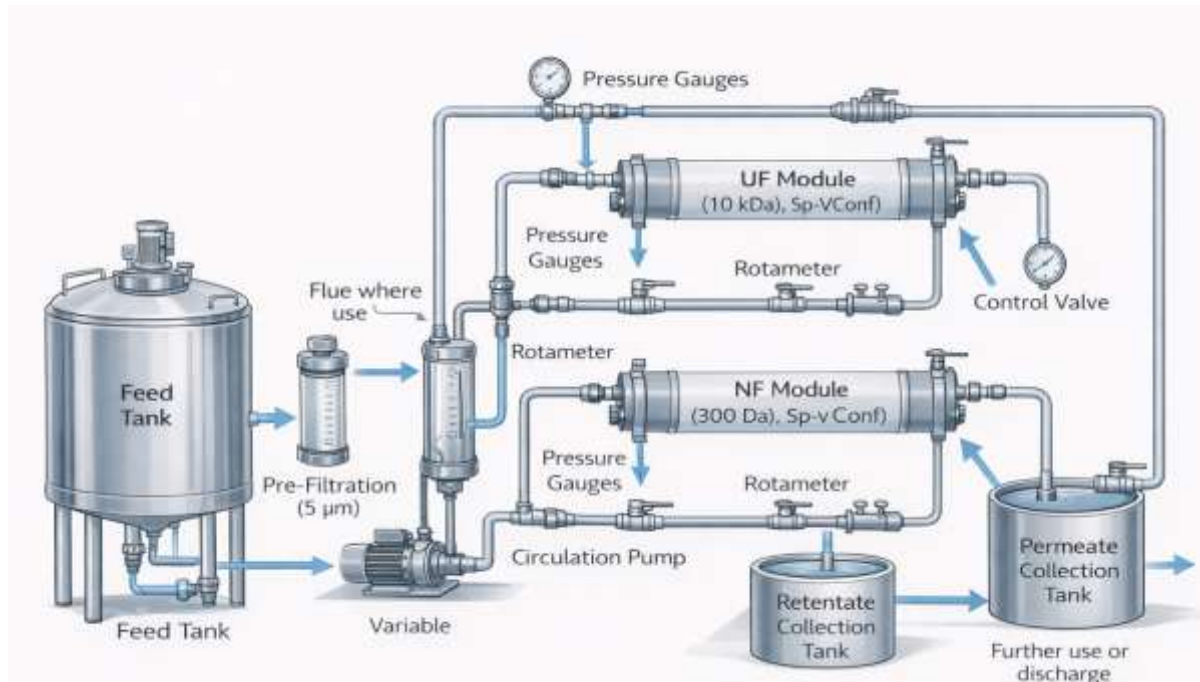 Pressure Gauges
UF Module
(10 kDa), Sp-VConf)
Pressure
Gauges
Rotameter
Control Valve
Flue where
use
Rotameter
Feed
Tank
NF Module
(300 Da), Sp-v Conf)
Pre-Filtration
(5 µm)
Pressure
Gauges
Rotameter
Circulation Pump
Permeate
Collection
Tank
Retentate
Collection
Tank
Feed Tank
Variable
Further use or
discharge